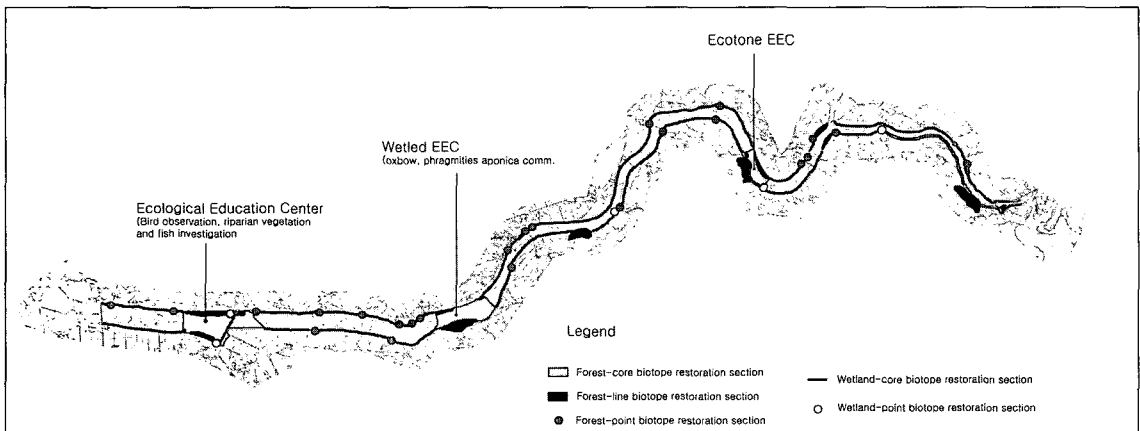 Ecotone EEC
Wetled EEC
(oxbow, phragmities aponica comm.
Ecological Education Center
(Bird observation, riparian vegetation
and fish investigation
Legend
Forest-core biotope restoration section
Forest-line biotope restoration section
Forest-point biotope restoration section
Wetland-core biotope restoration section
Wetland-point biotope restoration section